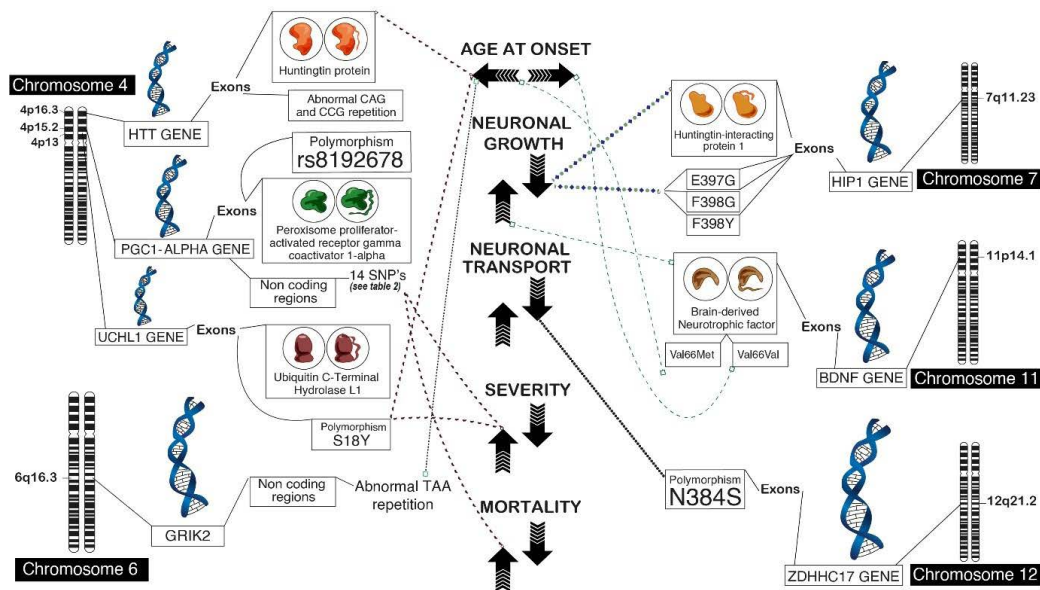 AGE AT ONSET
NEURONAL
GROWTH
NEURONAL
TRANSPORT
SEVERITY
MORTALITY
Chromosome 4
4p16.3
4p15.2
4p13
HTT GENE
Exons
Huntingtin protein
Abnormal CAG
and CCG repetition
PGC1-ALPHA GENE
Exons
Polymorphism
rs8192678
Peroxisome proliferator-
activated receptor gamma
coactivator 1-alpha
Non coding
regions
14 SNP's
(see table 2)
UCHL1 GENE
Exons
Ubiquitin C-Terminal
Hydrolase L1
Polymorphism
S18Y
6q16.3
Chromosome 6
GRIK2
Non coding
regions
Abnormal TAA
repetition
Huntingtin-interacting
protein 1
E397G
F398G
F398Y
Exons
HIP1 GENE
7q11.23
Chromosome 7
Brain-derived
Neurotrophic factor
Val66Met
Val66Val
Exons
BDNF GENE
11p14.1
Chromosome 11
Polymorphism
N384S
Exons
ZDHHC17 GENE
12q21.2
Chromosome 12